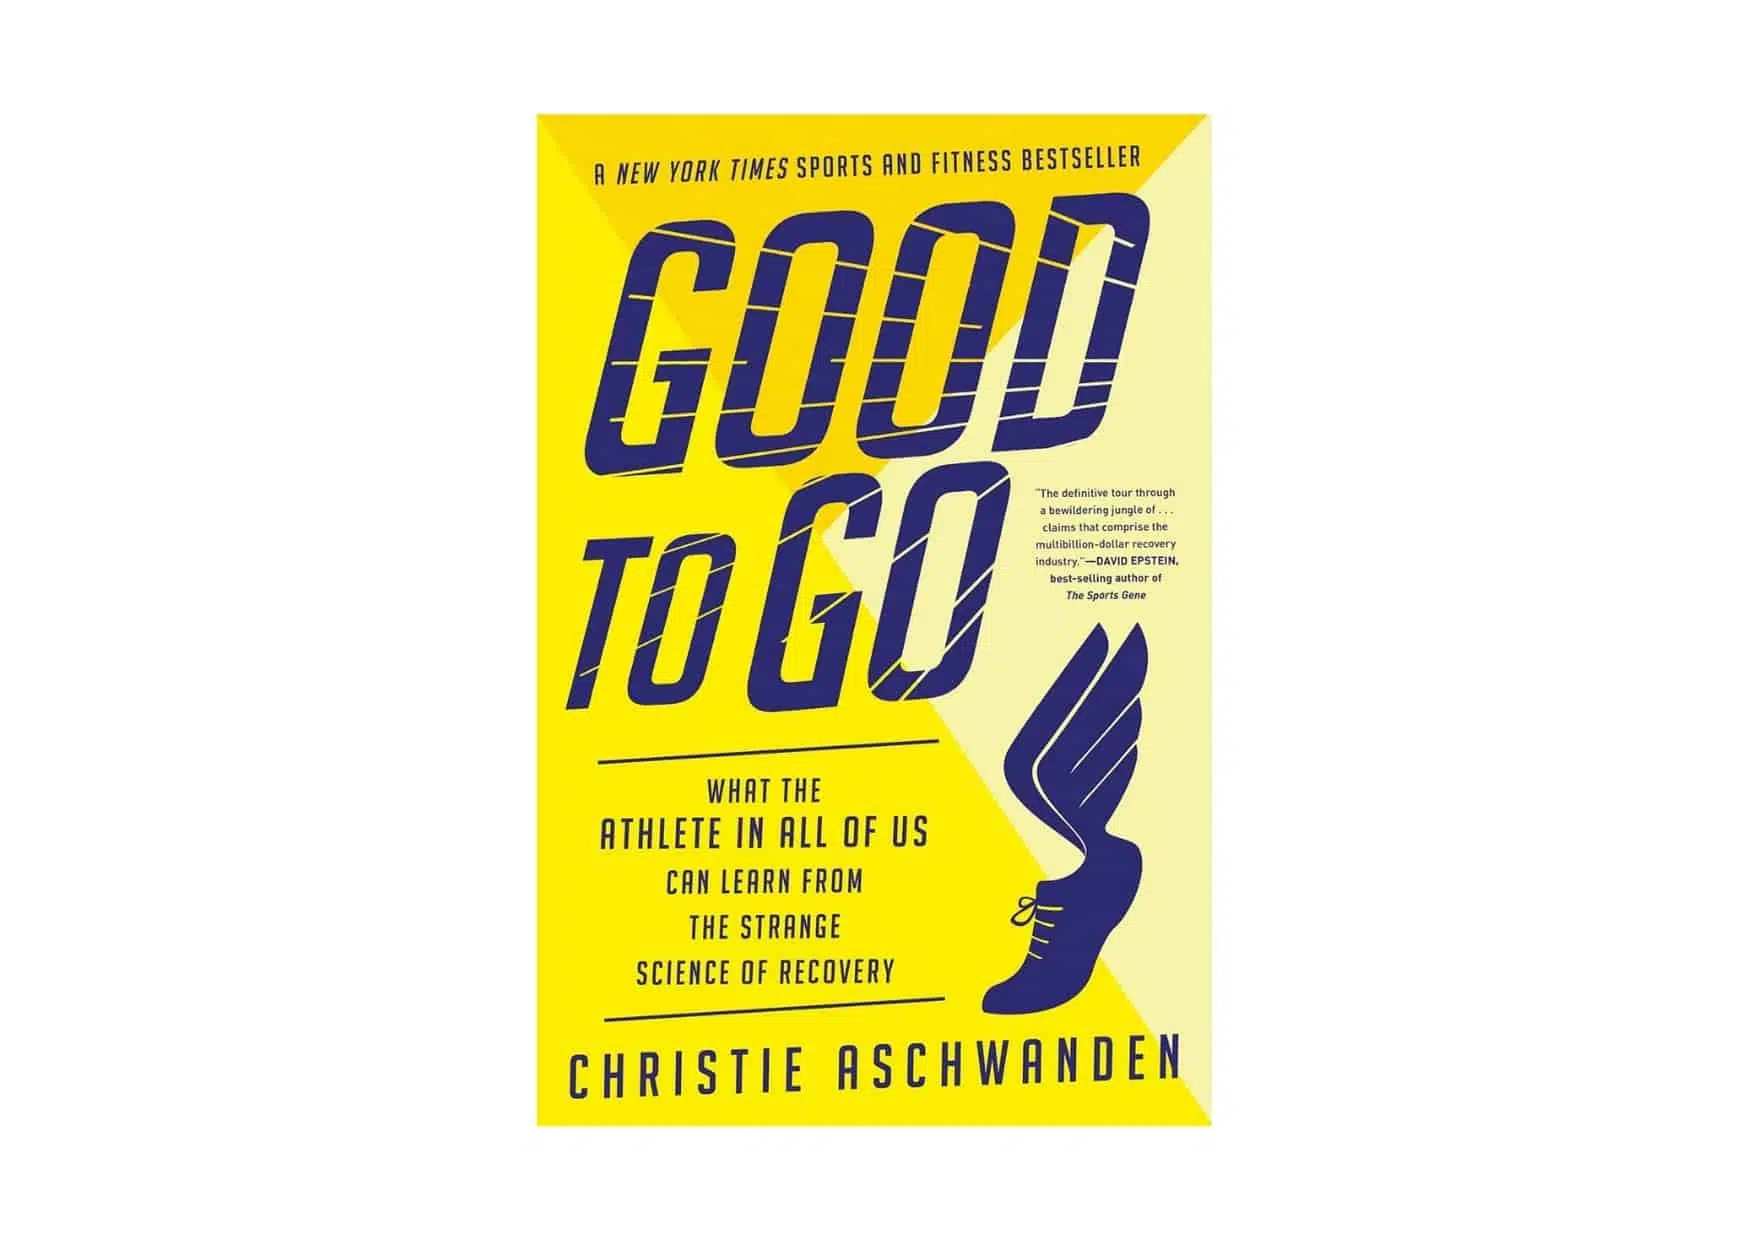 A NEW YORK TIMES SPORTS AND FITNESS BESTSELLER
GOOD
TO GO
"The definitive tour through
a bewildering jungle of . . .
claims that comprise the
multibillion-dollar recovery
industry."—DAVID EPSTEIN,
best-selling author of
The Sports Gene
WHAT THE
ATHLETE IN ALL OF US
CAN LEARN FROM
THE STRANGE
SCIENCE OF RECOVERY
CHRISTIE ASCHWANDEN